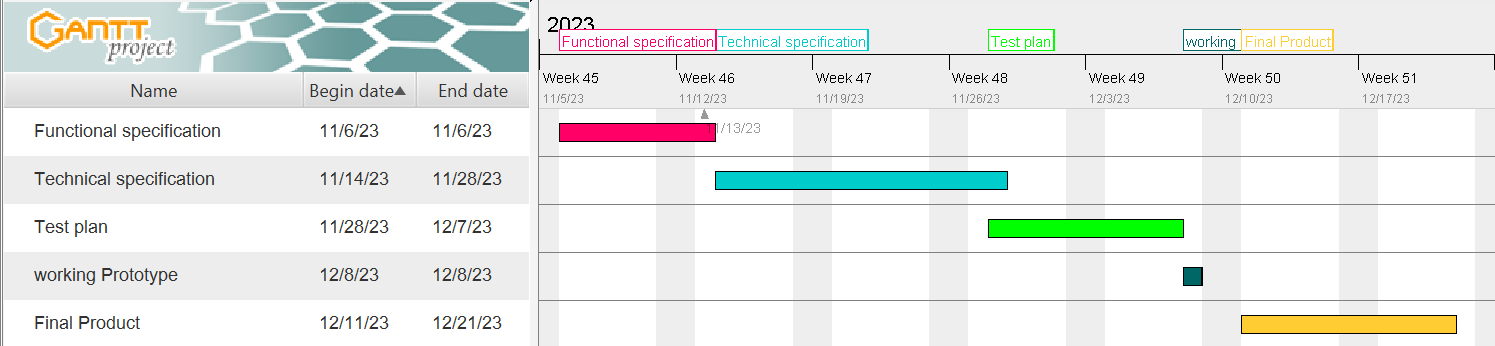 GANTT
project
Name Begin date End date
Functional specification 11/6/23 11/6/23
Technical specification 11/14/23 11/28/23
Test plan 11/28/23 12/7/23
working Prototype 12/8/23 12/8/23
Final Product 12/11/23 12/21/23
2023
Functional specification Technical specification Test plan working Final Product
Week 45 Week 46 Week 47 Week 48 Week 49 Week 50 Week 51
11/5/23 11/12/23 11/19/23 11/26/23 12/3/23 12/10/23 12/17/23
11/13/23